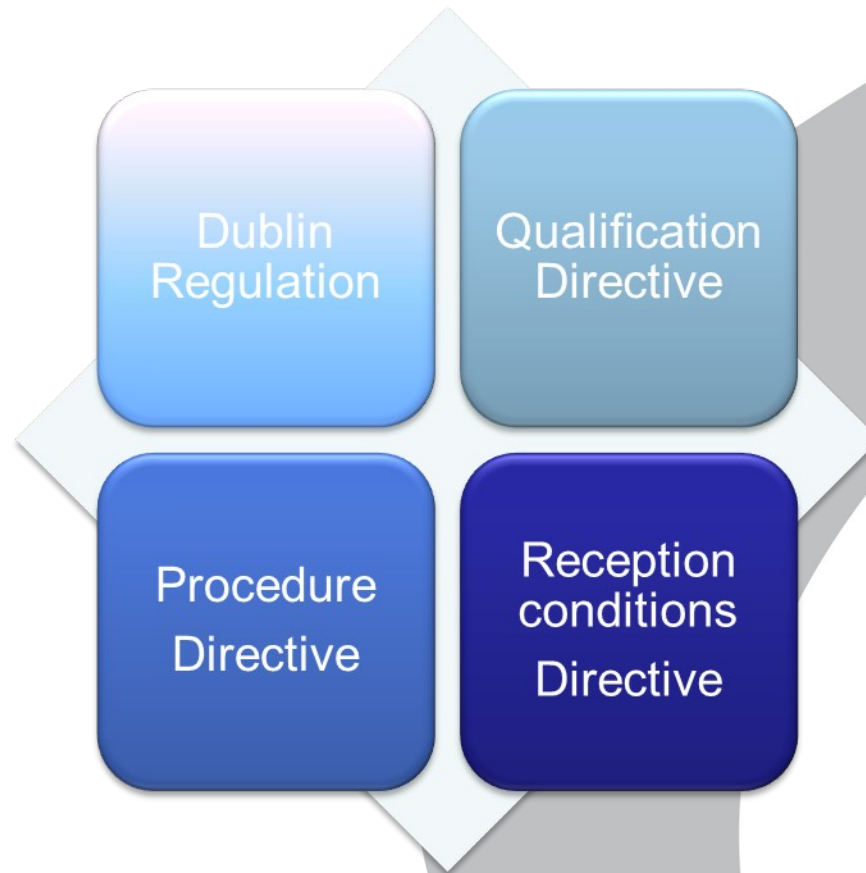 Dublin
Regulation
Qualification
Directive
Procedure
Directive
Reception
conditions
Directive